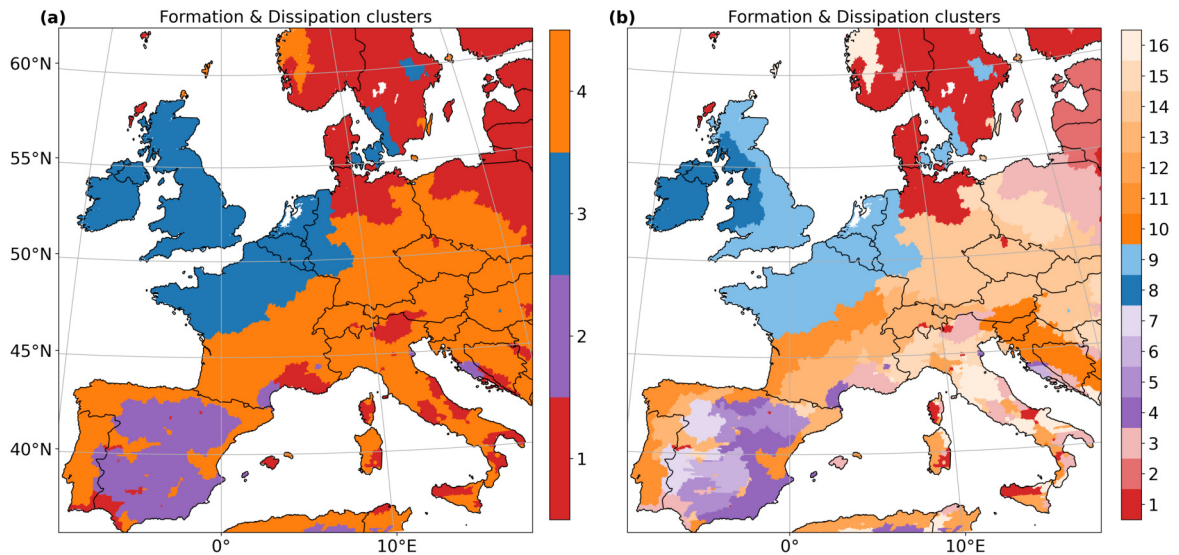 (a) Formation & Dissipation clusters
(b) Formation & Dissipation clusters
60°N
55°N
50°N
45°N
40°N
0°
10°E
4
3
2
1
0°
10°E
16
15
14
13
12
11
10
9
8
7
6
5
4
3
2
1